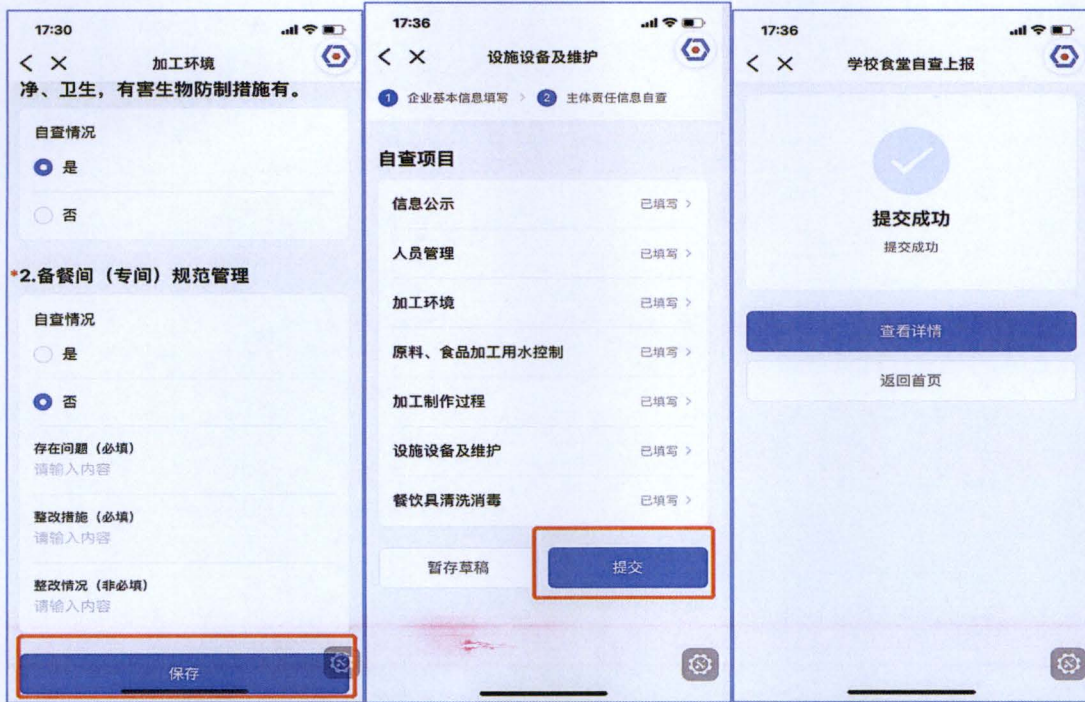 17:30
加工环境
净、卫生，有害生物防制措施有。
自查情况
是
否
*2.备餐间（专间）规范管理
自查情况
是
否
存在问题（必填）
请输入内容
整改措施（必填）
请输入内容
整改情况（非必填）
请输入内容
保存
17:36
设施设备及维护
1 企业基本信息填写 > 2 主体责任信息自查
自查项目
信息公示 已填写 >
人员管理 已填写 >
加工环境 已填写 >
原料、食品加工用水控制 已填写 >
加工制作过程 已填写 >
设施设备及维护 已填写 >
餐饮具清洗消毒 已填写 >
暂存草稿 提交
17:36
学校食堂自查上报
提交成功
提交成功
查看详情
返回首页